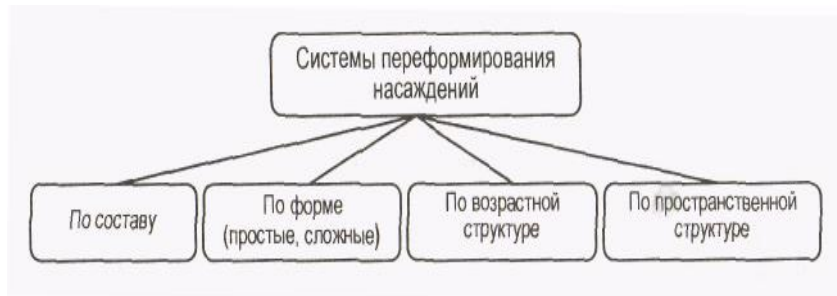 Системы переформирования
насаждений
По составу
По форме
(простые, сложные)
По возрастной
структуре
По пространственной
структуре